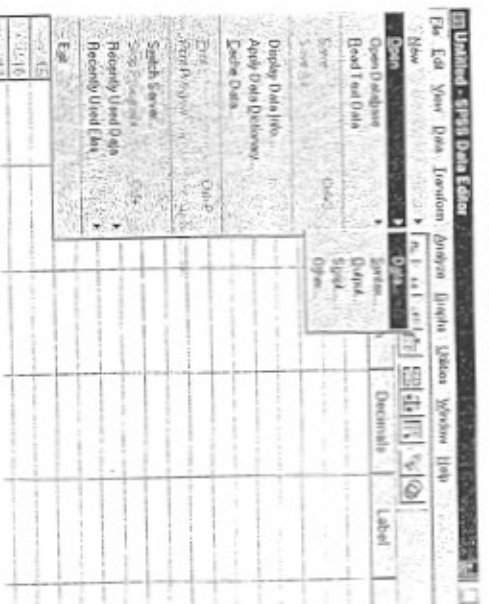 Untitled - SPSS Data Editor
File Edit View Data Transform Analyze Graphs Utilities Window Help
New
Open
Data...
Open Database
Syntax...
Read Text Data
Output...
Script...
Other...
Save
Ctrl+S
Save As
Display Data Info...
Apply Data Dictionary...
Cache Data...
Print...
Ctrl+P
Print Preview
Switch Server...
Stop Processor
Recently Used Data
Recently Used Files
Exit
Decimals
Label